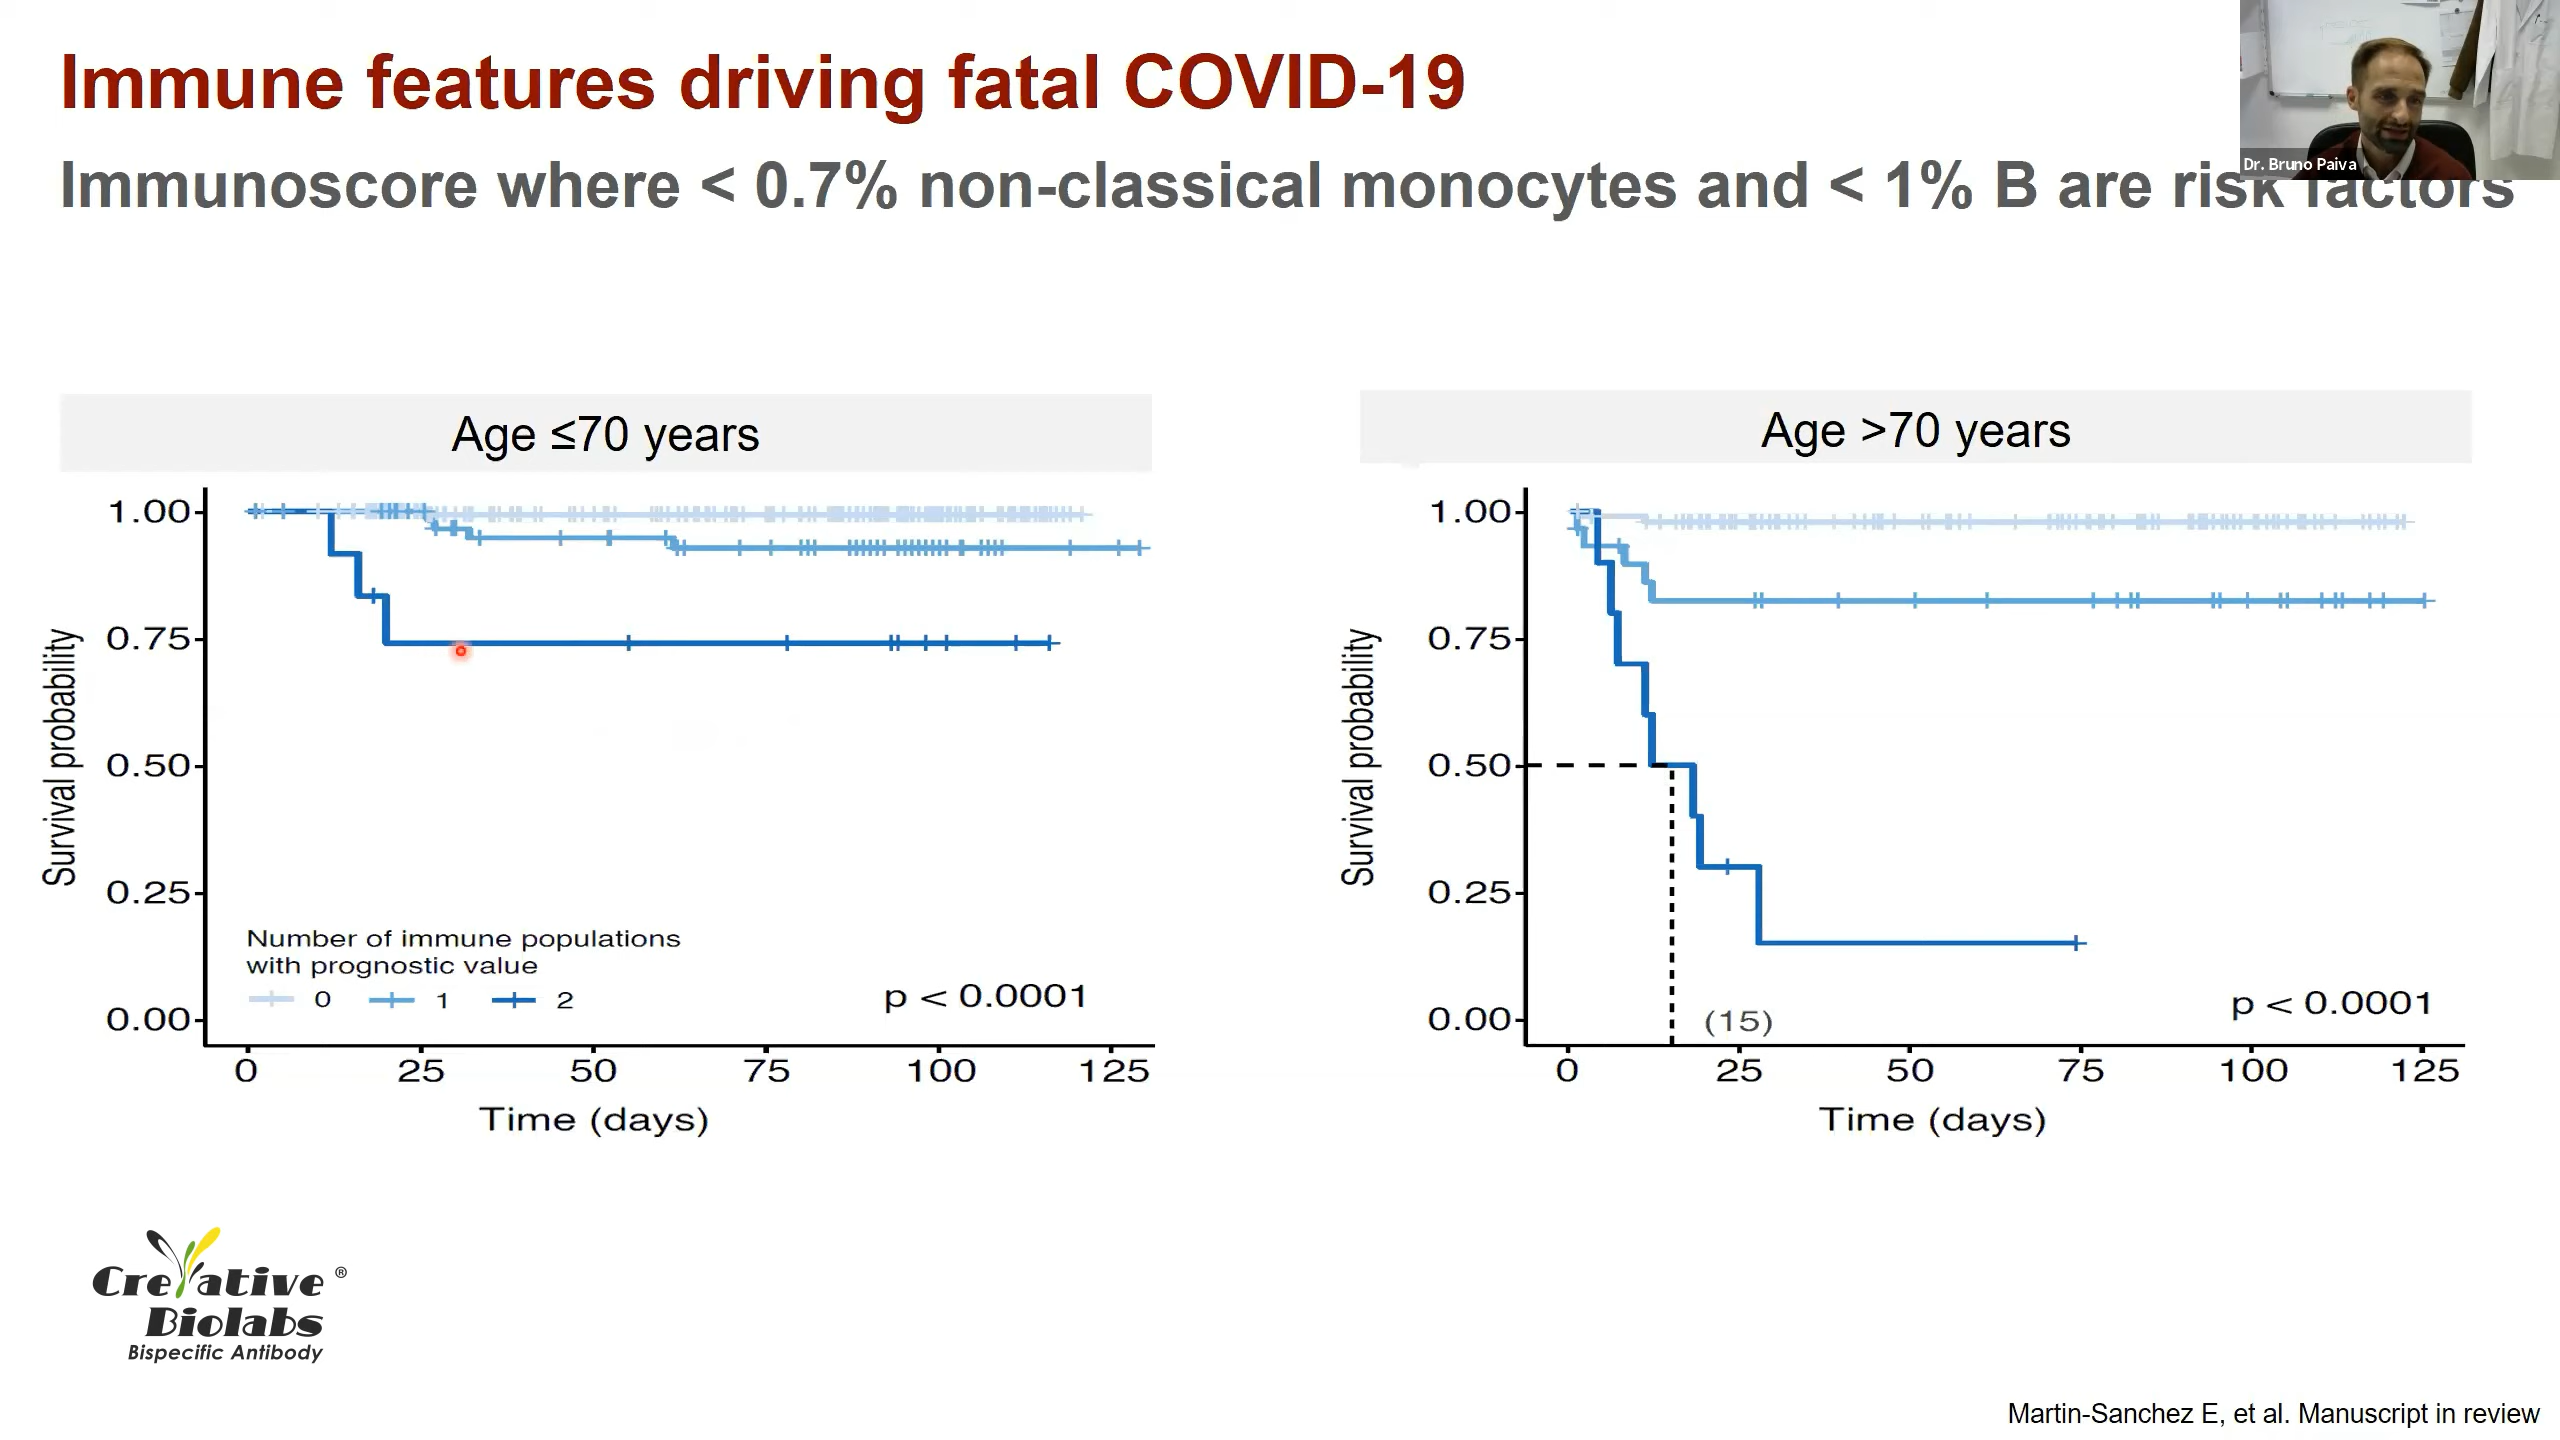 Immune features driving fatal COVID-19
Immunoscore where < 0.7% non-classical monocytes and < 1% B are risk factors
Dr. Bruno Paiva
Age ≤70 years
Survival probability
1.00
0.75
0.50
0.25
0.00
Number of immune populations
with prognostic value
0 1 2
p < 0.0001
0 25 50 75 100 125
Time (days)
Age >70 years
Survival probability
1.00
0.75
0.50
0.25
0.00
(15)
p < 0.0001
0 25 50 75 100 125
Time (days)
Creative ®
Biolabs
Bispecific Antibody
Martin-Sanchez E, et al. Manuscript in review